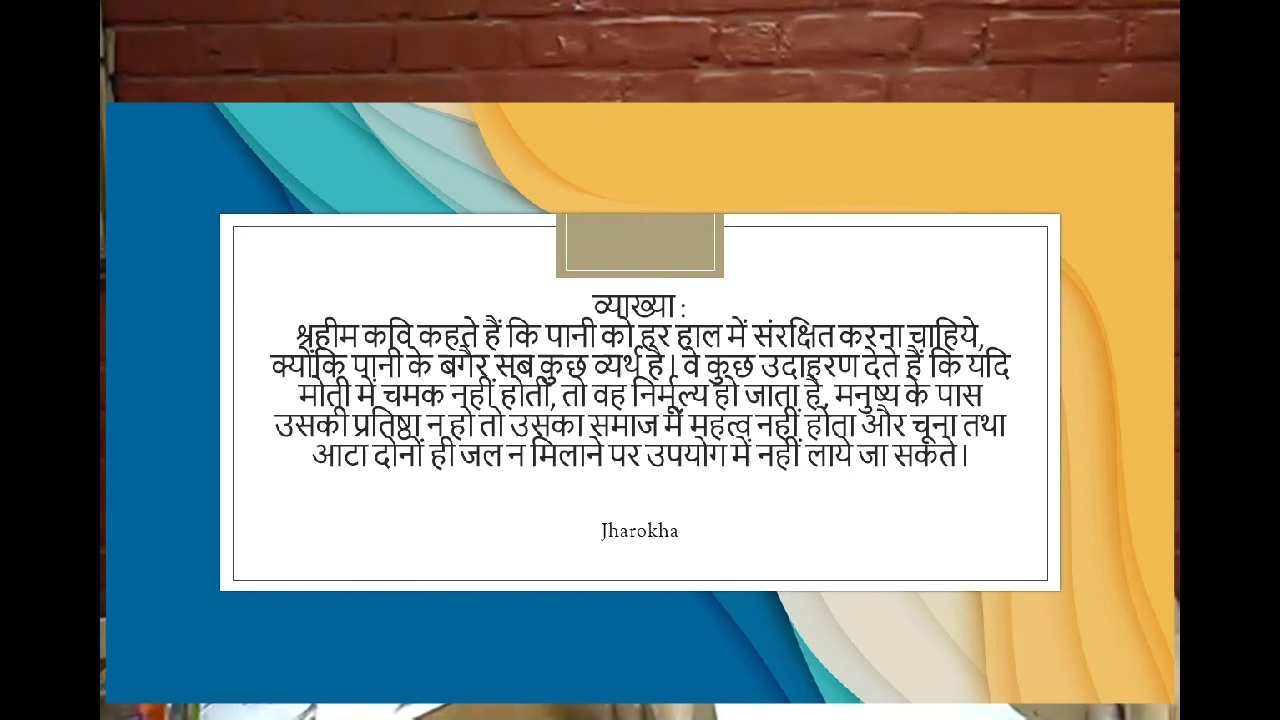 व्याख्या :
श्रहीम कवि कहते हैं कि पानी को हर हाल में संरक्षित करना चाहिये,
क्योंकि पानी के बगैर सब कुछ व्यर्थ है। वे कुछ उदाहरण देते हैं कि यदि
मोती में चमक नहीं होती, तो वह निर्मूल्य हो जाता है, मनुष्य के पास
उसकी प्रतिष्ठा न हो तो उसका समाज में महत्व नहीं होता और चूना तथा
आटा दोनों ही जल न मिलाने पर उपयोग में नहीं लाये जा सकते।
Jharokha